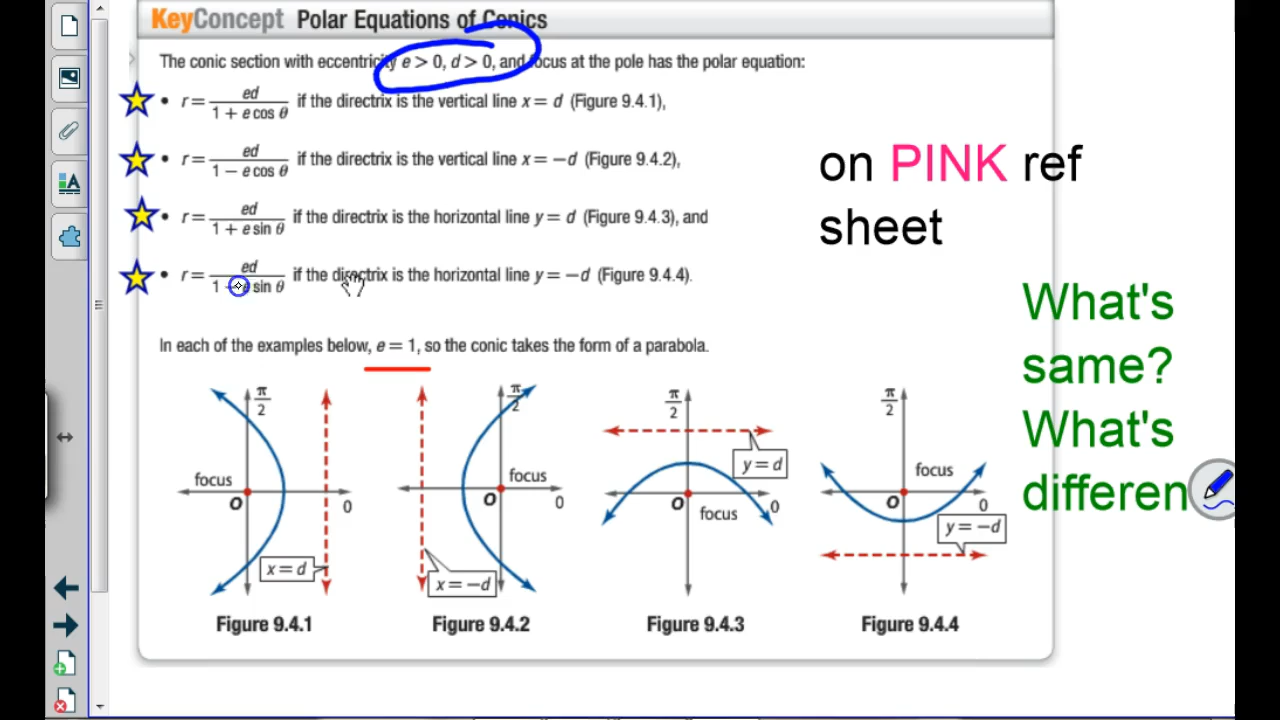 KeyConcept Polar Equations of Conics
The conic section with eccentricity e > 0, d > 0, and focus at the pole has the polar equation:
• r = ed / 1 + e cos θ if the directrix is the vertical line x = d (Figure 9.4.1),
• r = ed / 1 − e cos θ if the directrix is the vertical line x = −d (Figure 9.4.2),
• r = ed / 1 + e sin θ if the directrix is the horizontal line y = d (Figure 9.4.3), and
• r = ed / 1 − e sin θ if the directrix is the horizontal line y = −d (Figure 9.4.4).
In each of the examples below, e = 1, so the conic takes the form of a parabola.
π/2
focus
O
0
x = d
Figure 9.4.1
π/2
focus
O
0
x = −d
Figure 9.4.2
π/2
y = d
O
0
focus
Figure 9.4.3
π/2
focus
O
0
y = −d
Figure 9.4.4
on PINK ref
sheet
What's
same?
What's
differen